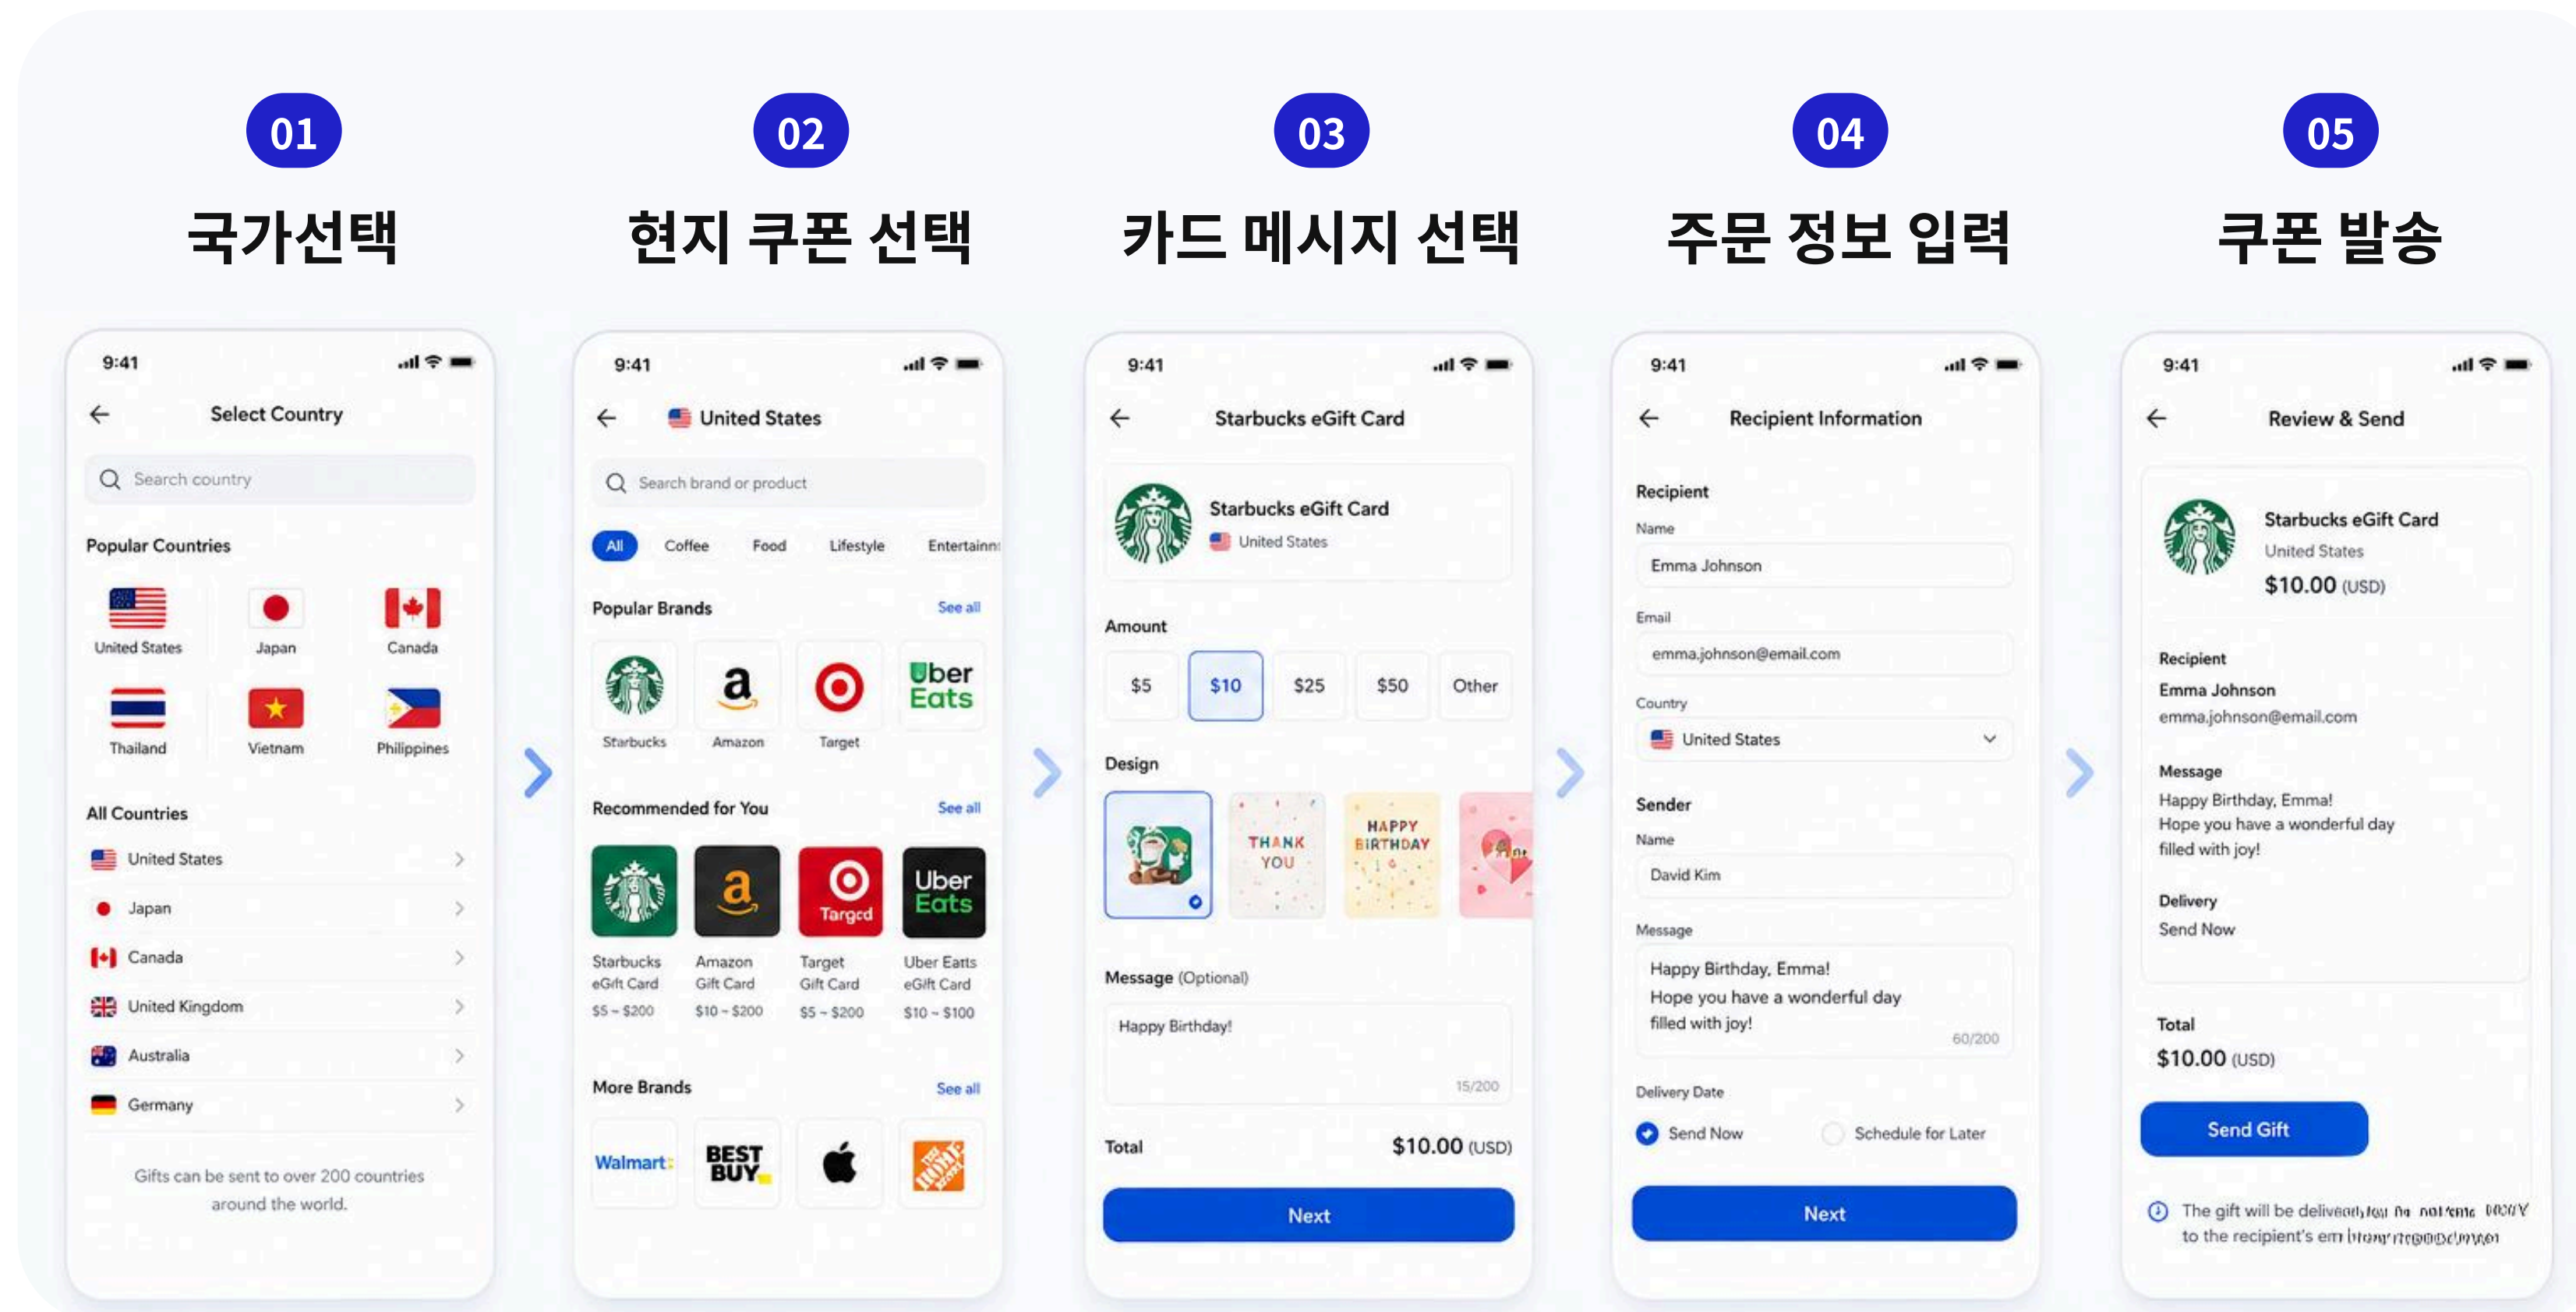 01
국가선택
9:41
Select Country
Search country
Popular Countries
United States
Japan
Canada
Thailand
Vietnam
Philippines
All Countries
United States
Japan
Canada
United Kingdom
Australia
Germany
Gifts can be sent to over 200 countries
around the world.
02
현지 쿠폰 선택
9:41
United States
Search brand or product
All Coffee Food Lifestyle Entertainn
Popular Brands See all
a
Uber
Eats
Starbucks Amazon Target
Recommended for You See all
a
Targcd
Uber
Eats
Starbucks
eGift Card
$5 ~ $200
Amazon
Gift Card
$10 ~ $200
Target
Gift Card
$5 ~ $200
Uber Eatts
eGift Card
$10 ~ $100
More Brands See all
Walmart
BEST
BUY
THE
HOME
03
카드 메시지 선택
9:41
Starbucks eGift Card
Starbucks eGift Card
United States
Amount
$5 $10 $25 $50 Other
Design
THANK
YOU
HAPPY
BIRTHDAY
Message (Optional)
Happy Birthday!
15/200
Total $10.00 (USD)
Next
04
주문 정보 입력
9:41
Recipient Information
Recipient
Name
Emma Johnson
Email
emma.johnson@email.com
Country
United States
Sender
Name
David Kim
Message
Happy Birthday, Emma!
Hope you have a wonderful day
filled with joy!
60/200
Delivery Date
Send Now Schedule for Later
Next
05
쿠폰 발송
9:41
Review & Send
Starbucks eGift Card
United States
$10.00 (USD)
Recipient
Emma Johnson
emma.johnson@email.com
Message
Happy Birthday, Emma!
Hope you have a wonderful day
filled with joy!
Delivery
Send Now
Total
$10.00 (USD)
Send Gift
The gift will be
to the recipient's